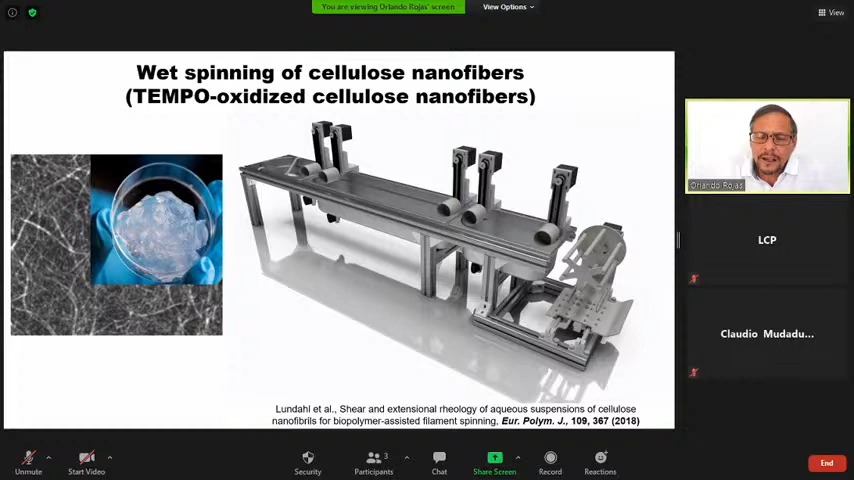 You are viewing Orlando Rojas' screen
View Options
View
Wet spinning of cellulose nanofibers
(TEMPO-oxidized cellulose nanofibers)
Orlando Rojas
LCP
Claudio Mudadu...
Lundahl et al., Shear and extensional rheology of aqueous suspensions of cellulose
nanofibrils for biopolymer-assisted filament spinning, Eur. Polym. J., 109, 367 (2018)
Unmute
Start Video
Security
Participants
3
Chat
Share Screen
Record
Reactions
End